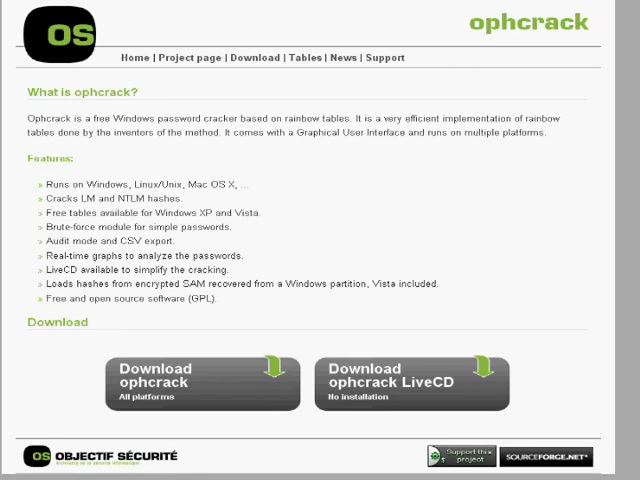 OS
ophcrack
Home | Project page | Download | Tables | News | Support
What is ophcrack?
Ophcrack is a free Windows password cracker based on rainbow tables. It is a very efficient implementation of rainbow
tables done by the inventors of the method. It comes with a Graphical User Interface and runs on multiple platforms.
Features:
» Runs on Windows, Linux/Unix, Mac OS X, ...
» Cracks LM and NTLM hashes.
» Free tables available for Windows XP and Vista.
» Brute-force module for simple passwords.
» Audit mode and CSV export.
» Real-time graphs to analyze the passwords.
» LiveCD available to simplify the cracking.
» Loads hashes from encrypted SAM recovered from a Windows partition, Vista included.
» Free and open source software (GPL).
Download
Download
ophcrack
All platforms
Download
ophcrack LiveCD
No installation
OS OBJECTIF SÉCURITÉ
Architecte de la sécurité informatique.
Support this
project
SOURCEFORGE.NET®